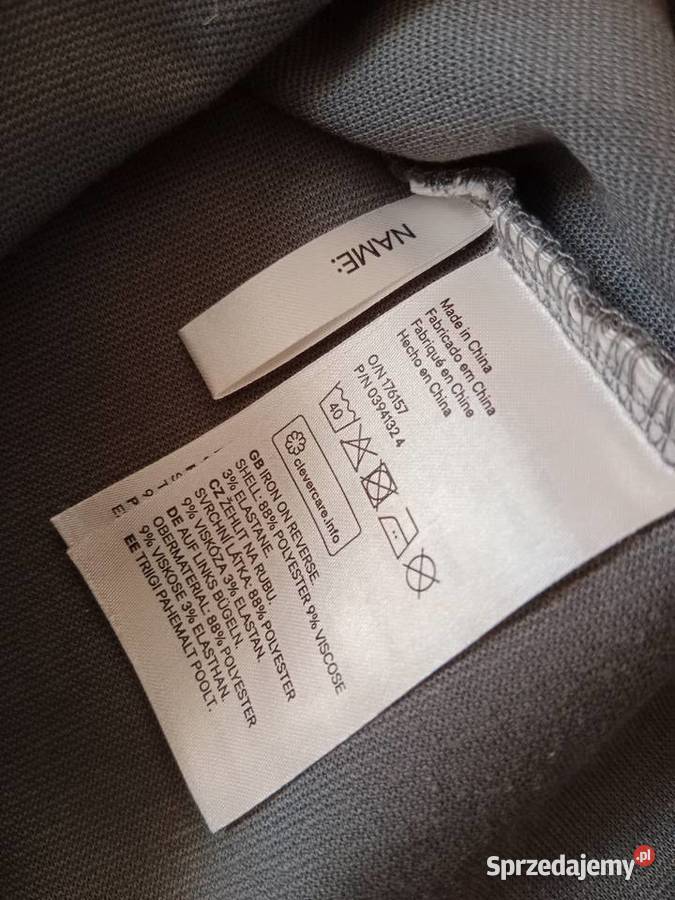 NAME:
Made in China
Fabricado em China
Fabriqué en Chine
Hecho en China
O/N 176157
P/N 0394132 4
40
clevercare.info
GB IRON ON REVERSE.
SHELL: 88% POLYESTER 9% VISCOSE
3% ELASTANE.
CZ ŽEHLIT NA RUBU.
SVRCHNÍ LÁTKA: 88% POLYESTER
9% VISKÓZA 3% ELASTAN.
DE AUF LINKS BÜGELN.
OBERMATERIAL: 88% POLYESTER
9% VISKOSE 3% ELASTHAN.
EE TRIIGI PAHEMALT POOLT.
Sprzedajemy.pl